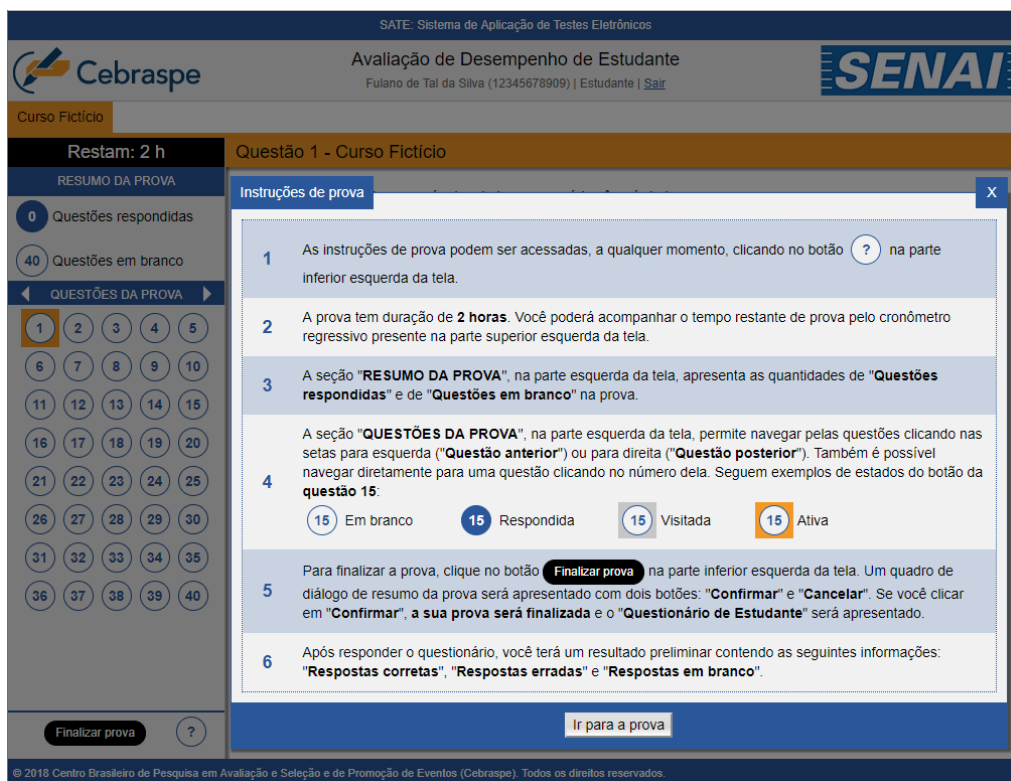 SATE: Sistema de Aplicação de Testes Eletrônicos
Cebraspe
Avaliação de Desempenho de Estudante
Fulano de Tal da Silva (12345678909) | Estudante | Sair
SENAI
Curso Fictício
Restam: 2 h
Questão 1 - Curso Fictício
RESUMO DA PROVA
0 Questões respondidas
40 Questões em branco
QUESTÕES DA PROVA
1 2 3 4 5
6 7 8 9 10
11 12 13 14 15
16 17 18 19 20
21 22 23 24 25
26 27 28 29 30
31 32 33 34 35
36 37 38 39 40
Finalizar prova ?
Instruções de prova
X
1 As instruções de prova podem ser acessadas, a qualquer momento, clicando no botão ? na parte
inferior esquerda da tela.
2 A prova tem duração de 2 horas. Você poderá acompanhar o tempo restante de prova pelo cronômetro
regressivo presente na parte superior esquerda da tela.
3 A seção "RESUMO DA PROVA", na parte esquerda da tela, apresenta as quantidades de "Questões
respondidas" e de "Questões em branco" na prova.
4 A seção "QUESTÕES DA PROVA", na parte esquerda da tela, permite navegar pelas questões clicando nas
setas para esquerda ("Questão anterior") ou para direita ("Questão posterior"). Também é possível
navegar diretamente para uma questão clicando no número dela. Seguem exemplos de estados do botão da
questão 15:
15 Em branco 15 Respondida 15 Visitada 15 Ativa
5 Para finalizar a prova, clique no botão Finalizar prova na parte inferior esquerda da tela. Um quadro de
diálogo de resumo da prova será apresentado com dois botões: "Confirmar" e "Cancelar". Se você clicar
em "Confirmar", a sua prova será finalizada e o "Questionário de Estudante" será apresentado.
6 Após responder o questionário, você terá um resultado preliminar contendo as seguintes informações:
"Respostas corretas", "Respostas erradas" e "Respostas em branco".
Ir para a prova
© 2018 Centro Brasileiro de Pesquisa em Avaliação e Seleção e de Promoção de Eventos (Cebraspe). Todos os direitos reservados.